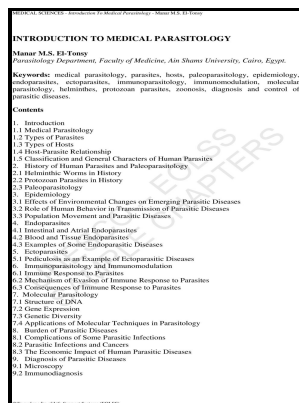 MEDICAL SCIENCES - Introduction To Medical Parasitology - Manar M.S. El-Tonsy
INTRODUCTION TO MEDICAL PARASITOLOGY
Manar M.S. El-Tonsy
Parasitology Department, Faculty of Medicine, Ain Shams University, Cairo, Egypt.
Keywords: medical parasitology, parasites, hosts, paleoparasitology, epidemiology,
endoparasites, ectoparasites, immunoparasitology, immunomodulation, molecular
parasitology, helminthes, protozoan parasites, zoonosis, diagnosis and control of
parasitic diseases.
Contents
1. Introduction
1.1 Medical Parasitology
1.2 Types of Parasites
1.3 Types of Hosts
1.4 Host-Parasite Relationship
1.5 Classification and General Characters of Human Parasites
2. History of Human Parasites and Paleoparasitology
2.1 Helminthic Worms in History
2.2 Protozoan Parasites in History
2.3 Paleoparasitology
3. Epidemiology
3.1 Effects of Environmental Changes on Emerging Parasitic Diseases
3.2 Role of Human Behavior in Transmission of Parasitic Diseases
3.3 Population Movement and Parasitic Diseases
4. Endoparasites
4.1 Intestinal and Atrial Endoparasites
4.2 Blood and Tissue Endoparasites
4.3 Examples of Some Endoparasitic Diseases
5. Ectoparasites
5.1 Pediculosis as an Example of Ectoparasitic Diseases
6. Immunoparasitology and Immunomodulation
6.1 Immune Response to Parasites
6.2 Mechanism of Evasion of Immune Response to Parasites
6.3 Consequences of Immune Response to Parasites
7. Molecular Parasitology
7.1 Structure of DNA
7.2 Gene Expression
7.3 Genetic Diversity
7.4 Applications of Molecular Techniques in Parasitology
8. Burden of Parasitic Diseases
8.1 Complications of Some Parasitic Infections
8.2 Parasitic Infections and Cancers
8.3 The Economic Impact of Human Parasitic Diseases
9. Diagnosis of Parasitic Diseases
9.1 Microscopy
9.2 Immunodiagnosis